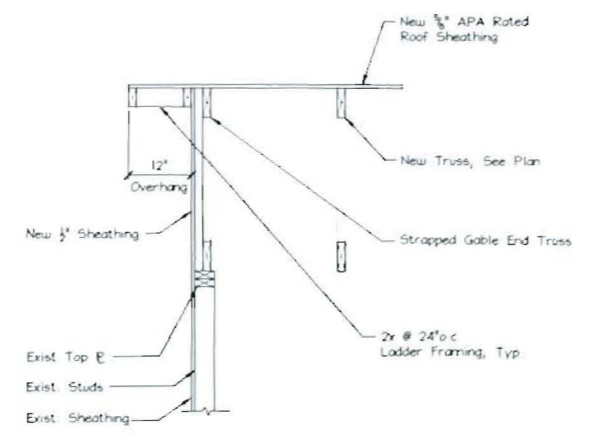 New ⅝" APA Rated
Roof Sheathing
12"
Overhang
New Truss, See Plan
New ½" Sheathing
Strapped Gable End Truss
2x @ 24"o.c.
Ladder Framing, Typ.
Exist. Top ⅊
Exist. Studs
Exist. Sheathing